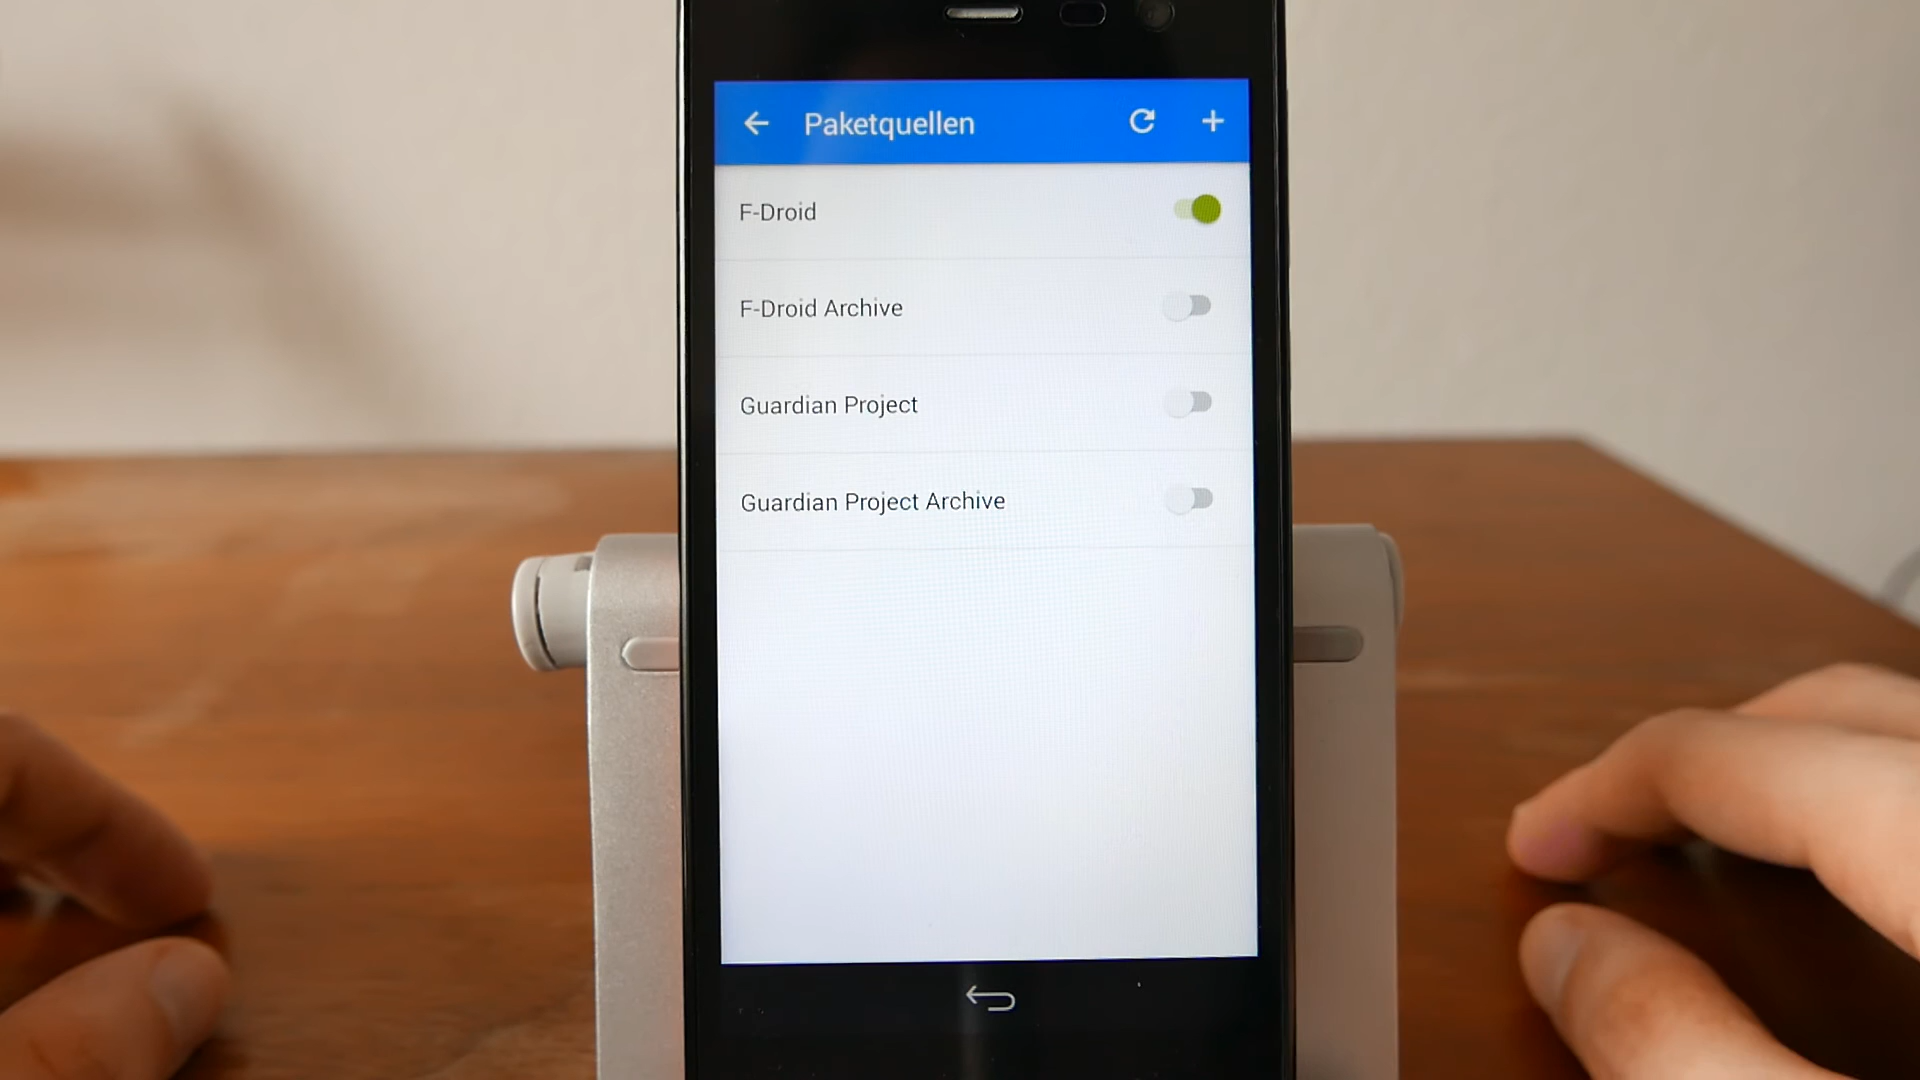 Paketquellen
F-Droid
F-Droid Archive
Guardian Project
Guardian Project Archive